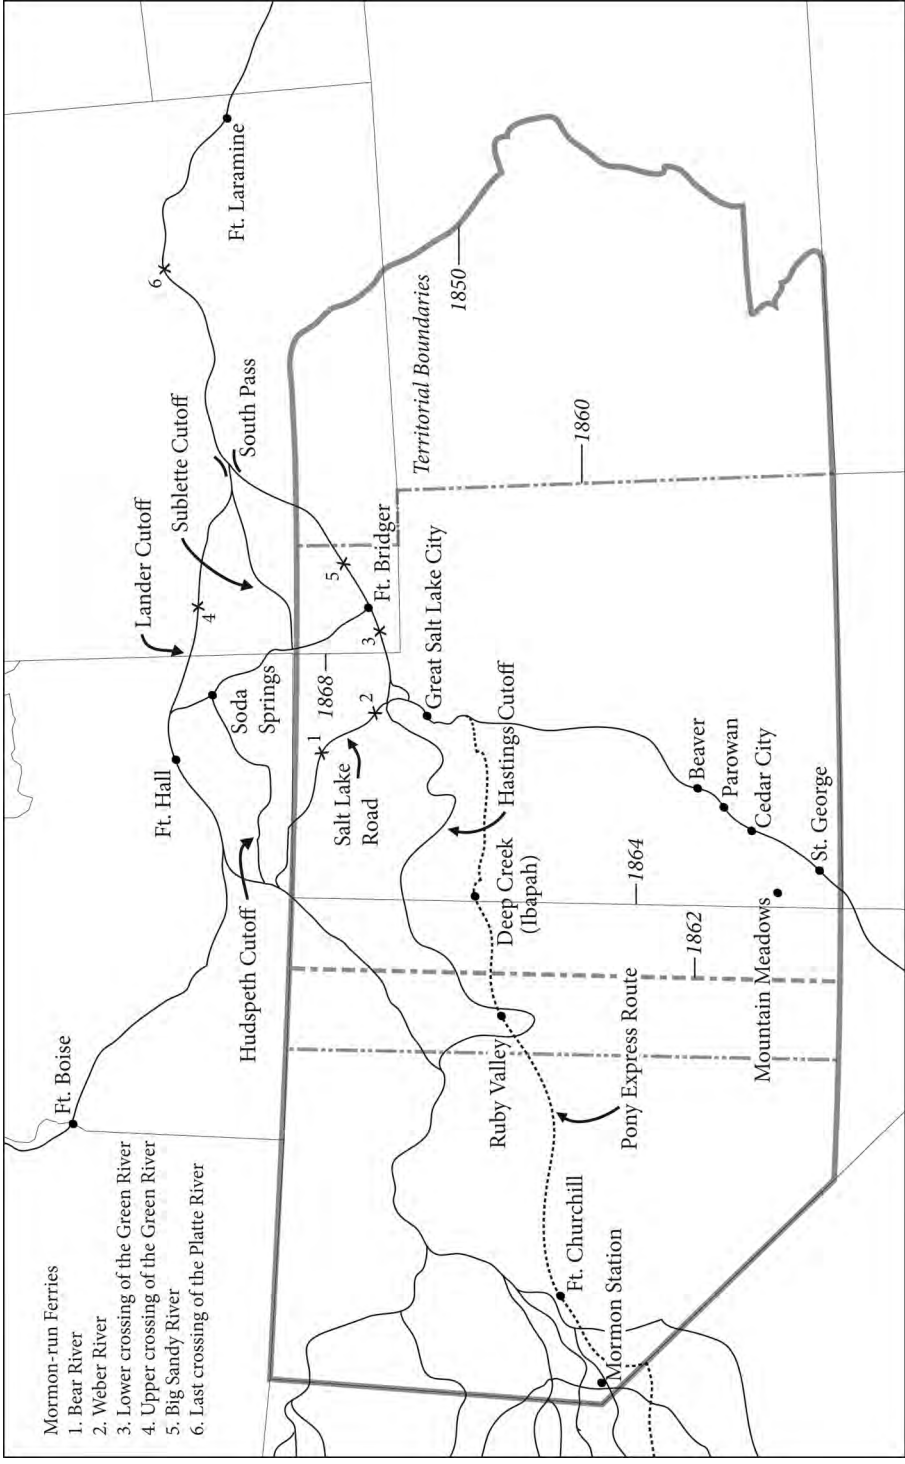 Mormon-run Ferries
1. Bear River
2. Weber River
3. Lower crossing of the Green River
4. Upper crossing of the Green River
5. Big Sandy River
6. Last crossing of the Platte River
Ft. Boise
Ft. Hall
Hudspeth Cutoff
Soda
Springs
Lander Cutoff
Sublette Cutoff
South Pass
Ft. Laramine
6
4
5
3
2
1
1868
Salt Lake
Road
Ft. Bridger
Great Salt Lake City
Hastings Cutoff
Territorial Boundaries
1850
1860
1864
1862
Deep Creek
(Ibapah)
Ruby Valley
Pony Express Route
Ft. Churchill
Mormon Station
Beaver
Parowan
Cedar City
St. George
Mountain Meadows